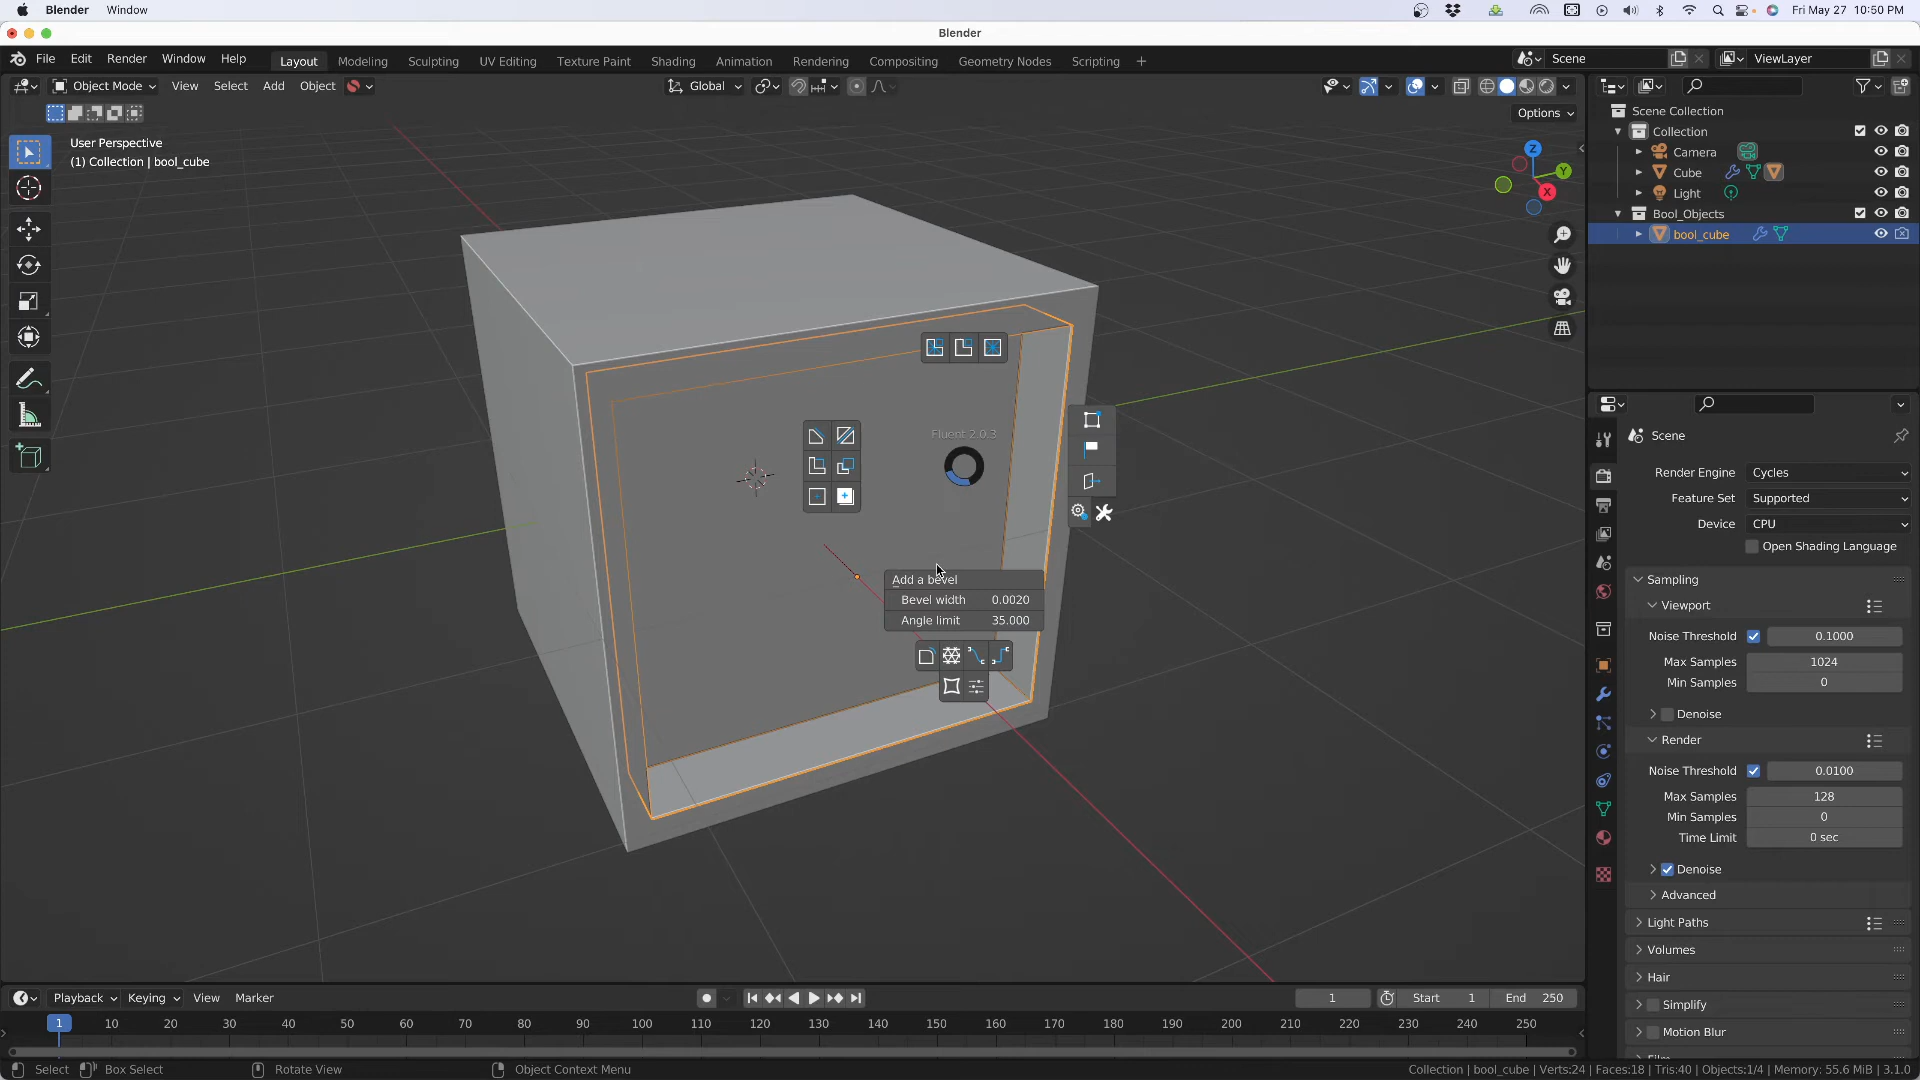 Blender Window Fri May 27 10:50 PM
Blender
File Edit Render Window Help Layout Modeling Sculpting UV Editing Texture Paint Shading Animation Rendering Compositing Geometry Nodes Scripting + Scene ViewLayer
Object Mode View Select Add Object Global
Options
User Perspective
(1) Collection | bool_cube
Z
Y
X
Fluent 2.0.3
Add a bevel
Bevel width 0.0020
Angle limit 35.000
Scene Collection
Collection
Camera
Cube
Light
Bool_Objects
bool_cube
Scene
Render Engine Cycles
Feature Set Supported
Device CPU
Open Shading Language
Sampling
Viewport
Noise Threshold 0.1000
Max Samples 1024
Min Samples 0
Denoise
Render
Noise Threshold 0.0100
Max Samples 128
Min Samples 0
Time Limit 0 sec
Denoise
Advanced
Light Paths
Volumes
Hair
Simplify
Motion Blur
Film
Playback Keying View Marker 1 Start 1 End 250
1 10 20 30 40 50 60 70 80 90 100 110 120 130 140 150 160 170 180 190 200 210 220 230 240 250
Select Box Select Rotate View Object Context Menu Collection | bool_cube | Verts:24 | Faces:18 | Tris:40 | Objects:1/4 | Memory: 55.6 MiB | 3.1.0